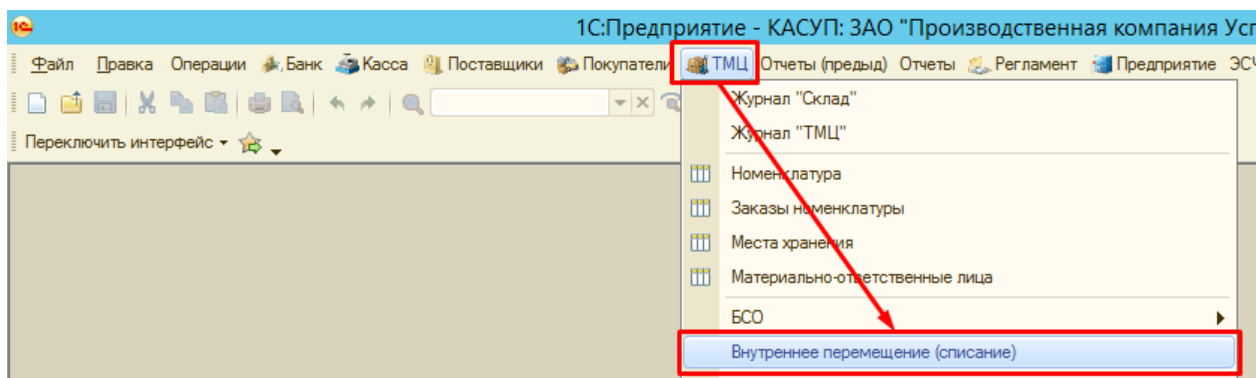 1С:Предприятие - КАСУП: ЗАО "Производственная компания Усп
Файл Правка Операции Банк Касса Поставщики Покупатели ТМЦ Отчеты (предыд) Отчеты Регламент Предприятие ЭСЧ
Журнал "Склад"
Журнал "ТМЦ"
Переключить интерфейс
Номенклатура
Заказы номенклатуры
Места хранения
Материально-ответственные лица
БСО
Внутреннее перемещение (списание)